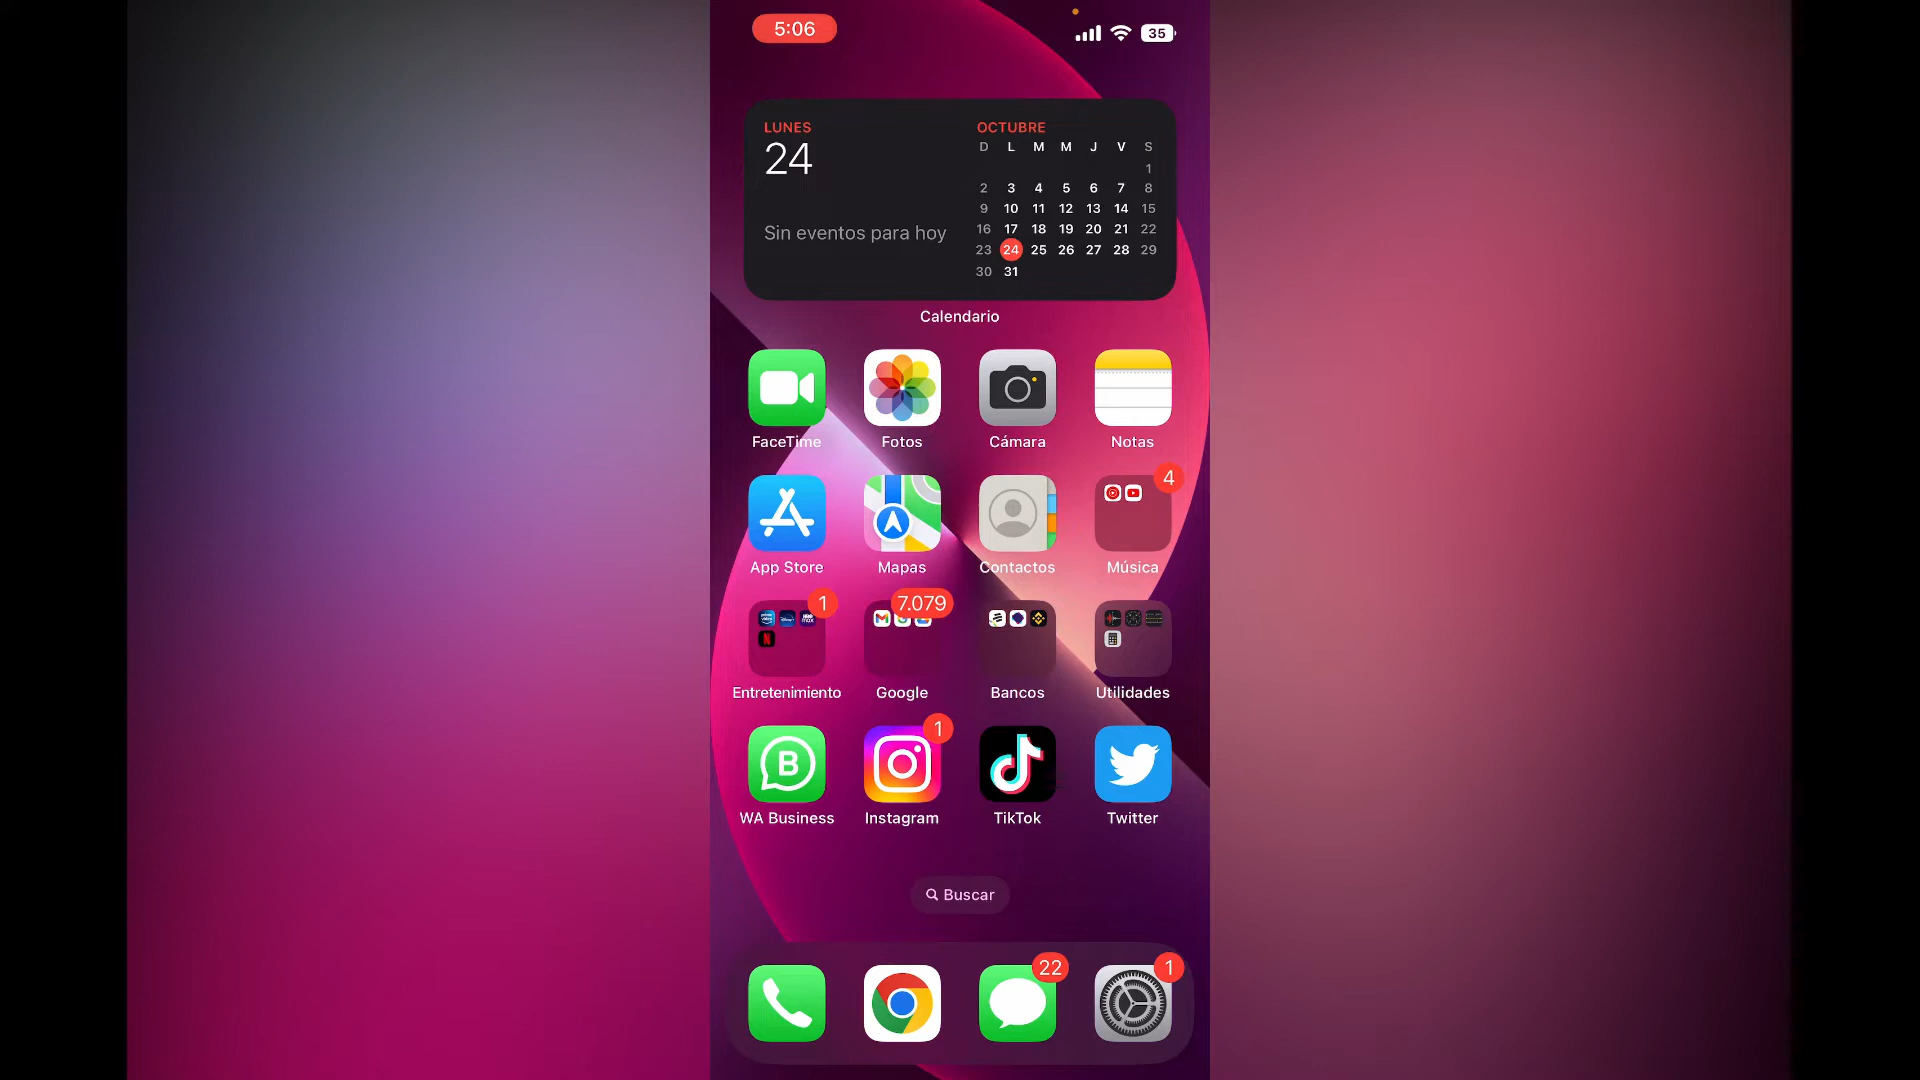 5:06
35
LUNES
24
Sin eventos para hoy
OCTUBRE
D L M M J V S
1
2 3 4 5 6 7 8
9 10 11 12 13 14 15
16 17 18 19 20 21 22
23 24 25 26 27 28 29
30 31
Calendario
FaceTime Fotos Cámara Notas
4
App Store Mapas Contactos Música
1 7.079
Entretenimiento Google Bancos Utilidades
1
B
WA Business Instagram TikTok Twitter
Buscar
22 1